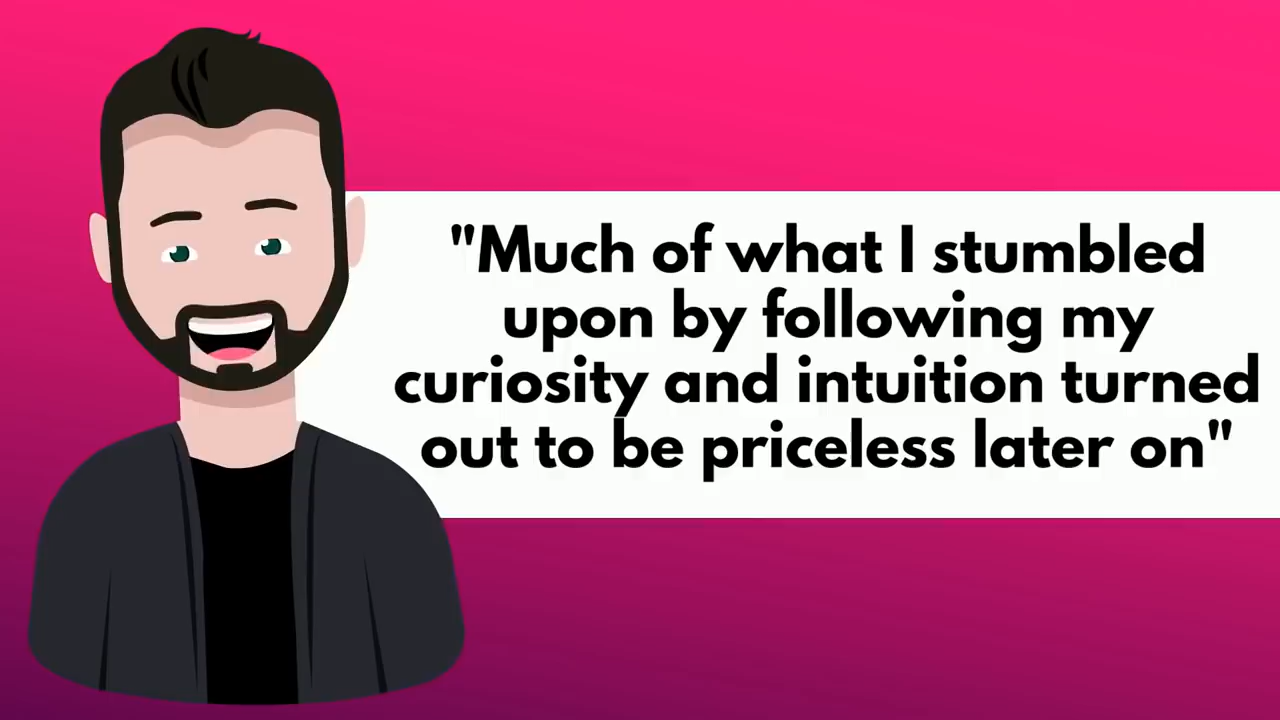 "Much of what I stumbled
upon by following my
curiosity and intuition turned
out to be priceless later on"